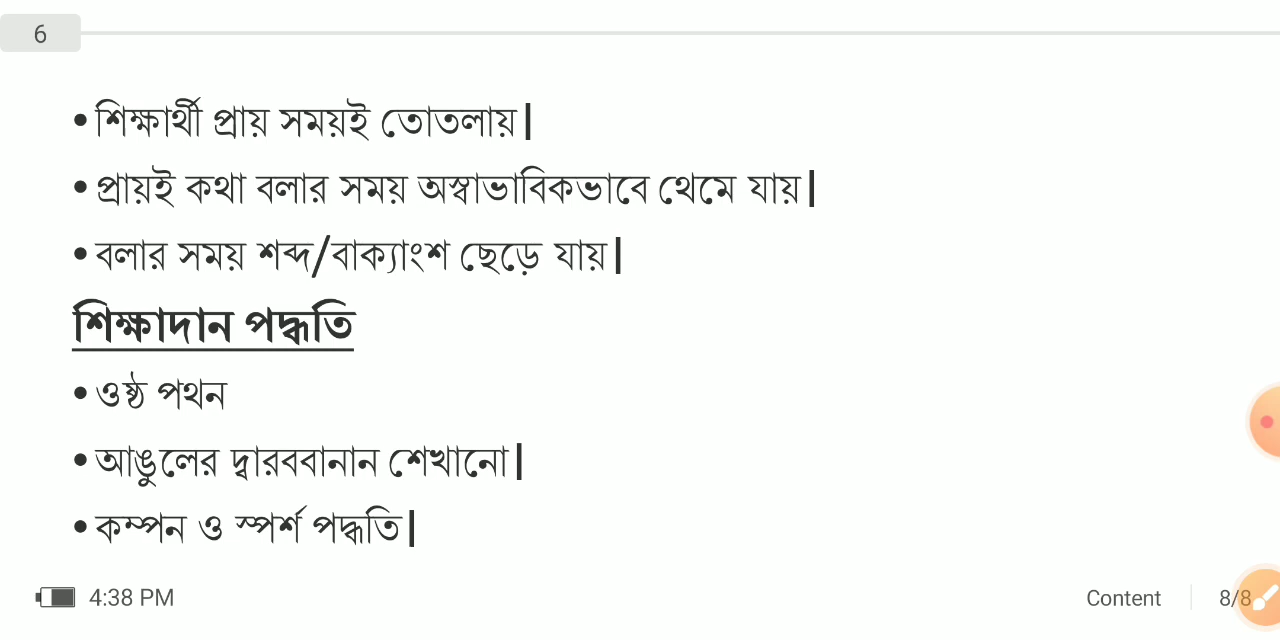 6
• শিক্ষার্থী প্রায় সময়ই তোতলায়|
• প্রায়ই কথা বলার সময় অস্বাভাবিকভাবে থেমে যায়|
• বলার সময় শব্দ/বাক্যাংশ ছেড়ে যায়|
শিক্ষাদান পদ্ধতি
• ওষ্ঠ পথন
• আঙুলের দ্বারববানান শেখানো|
• কম্পন ও স্পর্শ পদ্ধতি|
4:38 PM Content 8/8